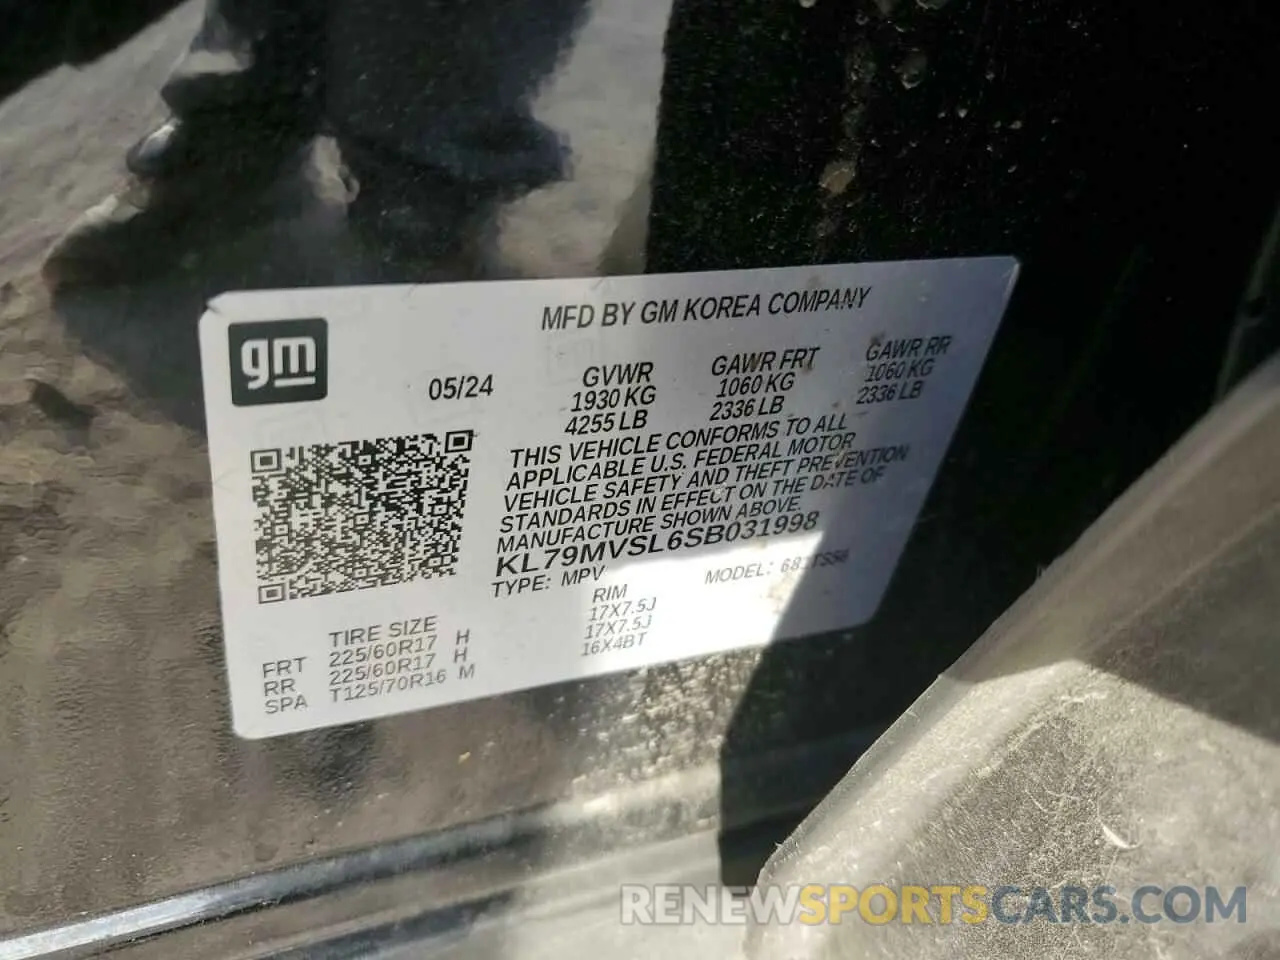 MFD BY GM KOREA COMPANY
gm
05/24
GVWR
1930 KG
4255 LB
GAWR FRT
1060 KG
2336 LB
GAWR RR
1060 KG
2336 LB
THIS VEHICLE CONFORMS TO ALL
APPLICABLE U.S. FEDERAL MOTOR
VEHICLE SAFETY AND THEFT PREVENTION
STANDARDS IN EFFECT ON THE DATE OF
MANUFACTURE SHOWN ABOVE.
KL79MVSL6SB031998
TYPE: MPV
MODEL:
TIRE SIZE
RIM
FRT 225/60R17 H 17X7.5J
RR 225/60R17 H 17X7.5J
SPA T125/70R16 M 16X4BT
RENEWSPORTSCARS.COM